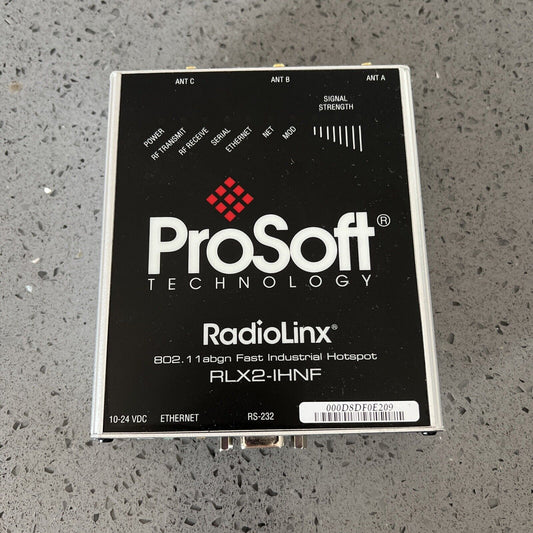 ANT C ANT B ANT A
POWER RF TRANSMIT RF RECEIVE SERIAL ETHERNET NET MOD SIGNAL STRENGTH
ProSoft®
TECHNOLOGY
RadioLinx®
802.11abgn Fast Industrial Hotspot
RLX2-IHNF
10-24 VDC ETHERNET RS-232 000DSDF0E209